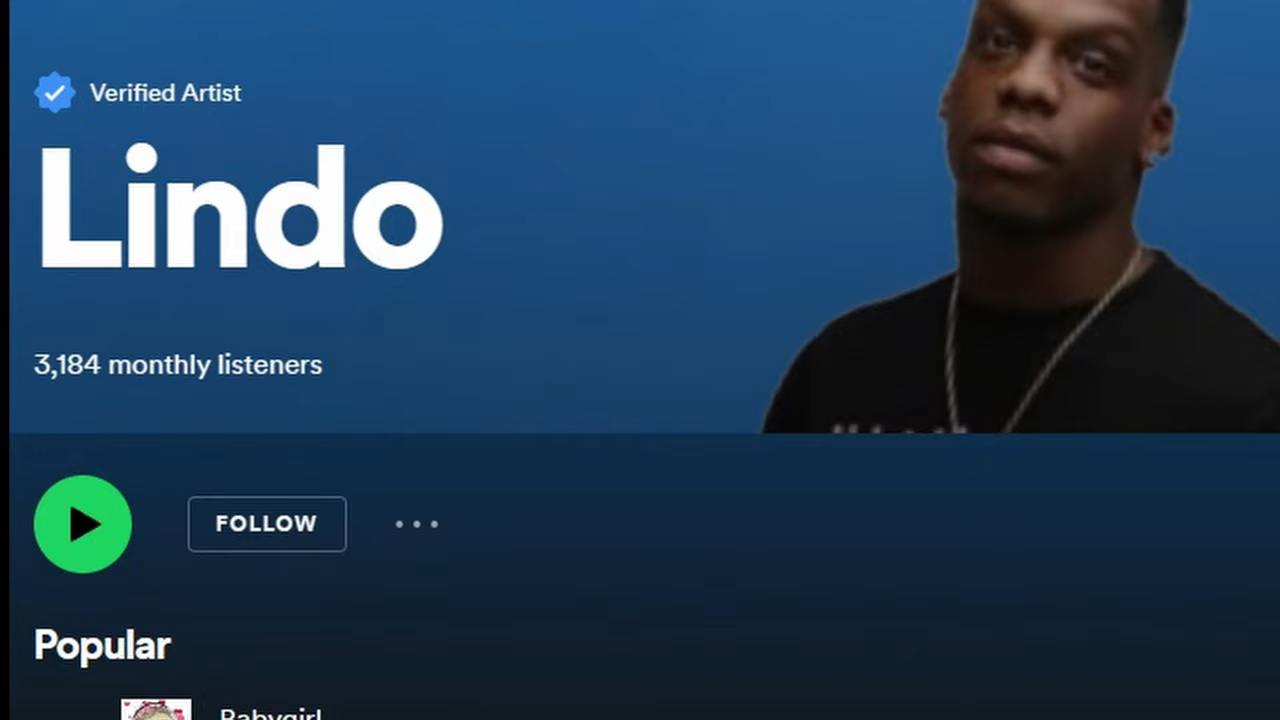 Verified Artist
Lindo
3,184 monthly listeners
FOLLOW
Popular
Babygirl